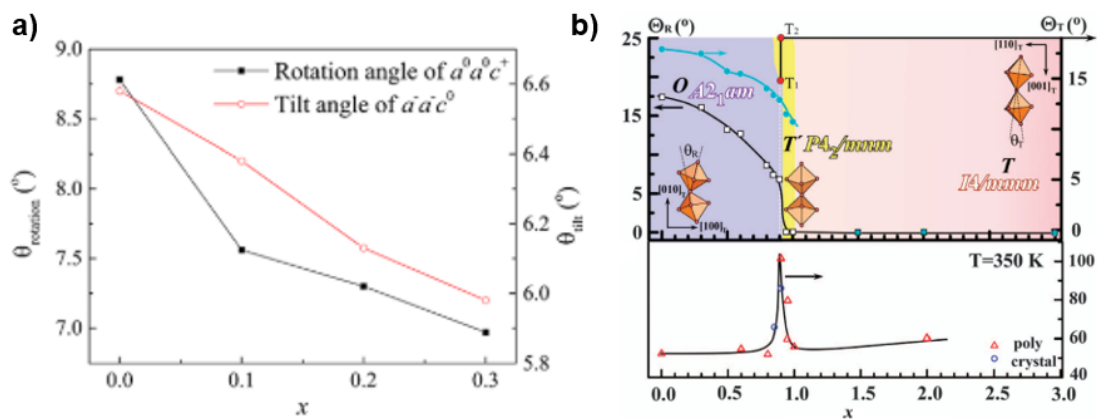 a)
9.0
8.5
8.0
7.5
7.0
θrotation (°)
Rotation angle of a⁰a⁰c⁺
Tilt angle of a⁻a⁻c⁰
6.6
6.4
6.2
6.0
5.8
θtilt (°)
0.0 0.1 0.2 0.3
x
b)
ΘR (°)
ΘT (°)
25
20
15
10
5
0
T2
T1
O A2₁am
T´ P4₂/mnm
T
I4/mmm
[110]T
[001]T
θT
θR
[010]T
[100]T
15
10
5
0
T=350 K
100
80
60
40
poly
crystal
0.0 0.5 1.0 1.5 2.0 2.5 3.0
x